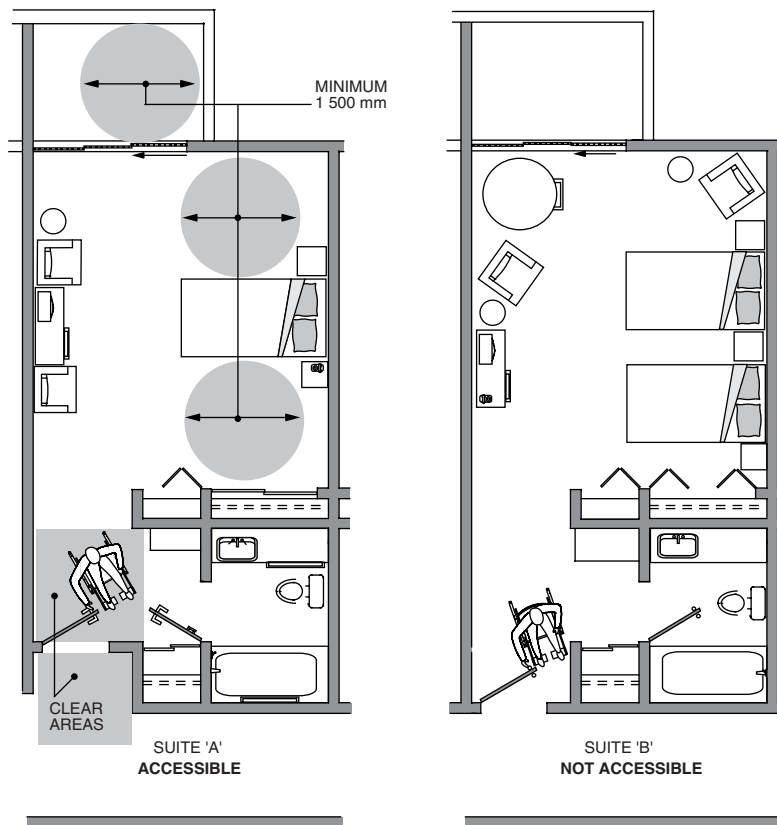 MINIMUM
1 500 mm
CLEAR
AREAS
SUITE 'A'
ACCESSIBLE
SUITE 'B'
NOT ACCESSIBLE